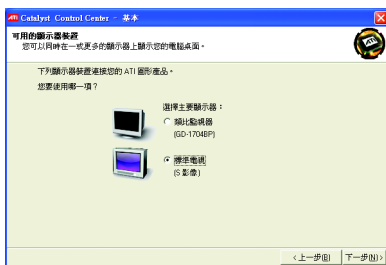 ATI Catalyst Control Center - 基本
可用的顯示器裝置
您可以同時在一或更多的顯示器上顯示您的電腦桌面。
ATI
下列顯示器裝置連接您的 ATI 圖形產品。
您要使用哪一項？
選擇主要顯示器：
類比監視器
(GD-1704BP)
標準電視
(S 影像)
<上一步(B)
下一步(N)>